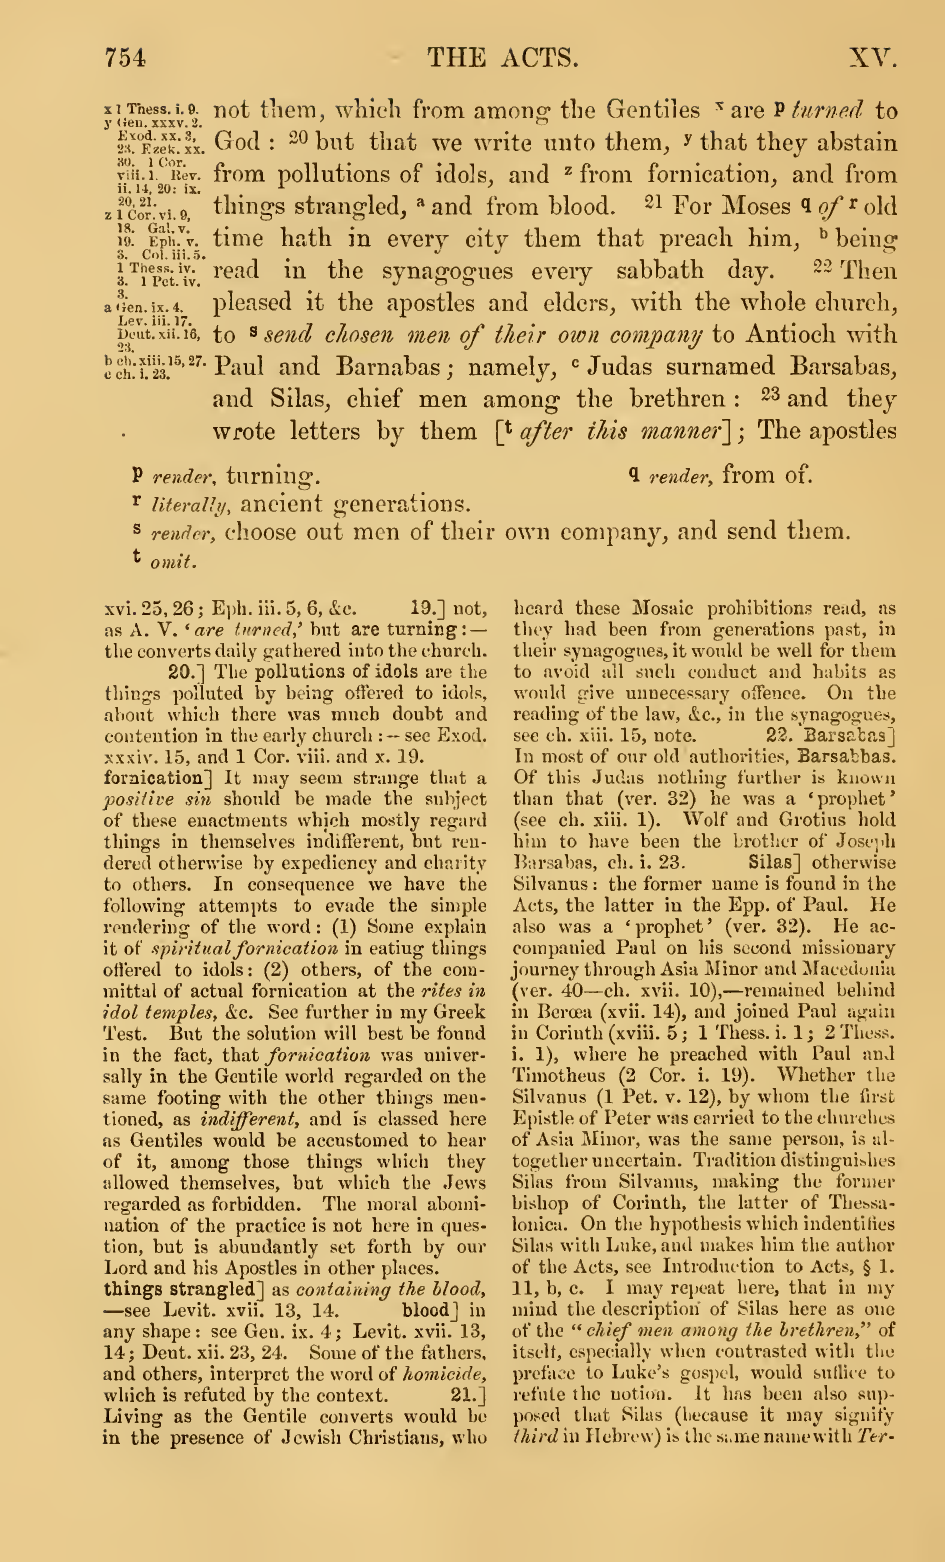 754
THE ACTS.
XV.
x 1 Thess. i. 9.
y Gen. xxxv. 2.
Exod. xx. 3,
23. Ezek. xx.
30. 1 Cor.
viii. 1. Rev.
ii. 14, 20: ix.
20, 21.
z 1 Cor. vi. 9,
18. Gal. v.
19. Eph. v.
3. Col. iii. 5.
1 Thess. iv.
3. 1 Pet. iv.
3.
a Gen. ix. 4.
Lev. iii. 17.
Deut. xii. 16,
23.
b ch. xiii. 15, 27.
c ch. i. 23.
not them, which from among the Gentiles x are p turned to
God : 20 but that we write unto them, y that they abstain
from pollutions of idols, and z from fornication, and from
things strangled, a and from blood. 21 For Moses q of r old
time hath in every city them that preach him, b being
read in the synagogues every sabbath day. 22 Then
pleased it the apostles and elders, with the whole church,
to s send chosen men of their own company to Antioch with
Paul and Barnabas ; namely, c Judas surnamed Barsabas,
and Silas, chief men among the brethren : 23 and they
wrote letters by them [t after this manner] ; The apostles
p render, turning.
q render, from of.
r literally, ancient generations.
s render, choose out men of their own company, and send them.
t omit.
xvi. 25, 26 ; Eph. iii. 5, 6, &c. 19.] not,
as A. V. ‘are turned,’ but are turning :—
the converts daily gathered into the church.
20.] The pollutions of idols are the
things polluted by being offered to idols,
about which there was much doubt and
contention in the early church :—see Exod.
xxxiv. 15, and 1 Cor. viii. and x. 19.
fornication] It may seem strange that a
positive sin should be made the subject
of these enactments which mostly regard
things in themselves indifferent, but ren-
dered otherwise by expediency and charity
to others. In consequence we have the
following attempts to evade the simple
rendering of the word : (1) Some explain
it of spiritual fornication in eating things
offered to idols : (2) others, of the com-
mittal of actual fornication at the rites in
idol temples, &c. See further in my Greek
Test. But the solution will best be found
in the fact, that fornication was univer-
sally in the Gentile world regarded on the
same footing with the other things men-
tioned, as indifferent, and is classed here
as Gentiles would be accustomed to hear
of it, among those things which they
allowed themselves, but which the Jews
regarded as forbidden. The moral abomi-
nation of the practice is not here in ques-
tion, but is abundantly set forth by our
Lord and his Apostles in other places.
things strangled] as containing the blood,
—see Levit. xvii. 13, 14. blood] in
any shape : see Gen. ix. 4 ; Levit. xvii. 13,
14 ; Deut. xii. 23, 24. Some of the fathers,
and others, interpret the word of homicide,
which is refuted by the context. 21.]
Living as the Gentile converts would be
in the presence of Jewish Christians, who
heard these Mosaic prohibitions read, as
they had been from generations past, in
their synagogues, it would be well for them
to avoid all such conduct and habits as
would give unnecessary offence. On the
reading of the law, &c., in the synagogues,
see ch. xiii. 15, note. 22. Barsabas]
In most of our old authorities, Barsabbas.
Of this Judas nothing further is known
than that (ver. 32) he was a ‘prophet’
(see ch. xiii. 1). Wolf and Grotius hold
him to have been the brother of Joseph
Barsabas, ch. i. 23. Silas] otherwise
Silvanus : the former name is found in the
Acts, the latter in the Epp. of Paul. He
also was a ‘prophet’ (ver. 32). He ac-
companied Paul on his second missionary
journey through Asia Minor and Macedonia
(ver. 40—ch. xvii. 10),—remained behind
in Berœa (xvii. 14), and joined Paul again
in Corinth (xviii. 5 ; 1 Thess. i. 1 ; 2 Thess.
i. 1), where he preached with Paul and
Timotheus (2 Cor. i. 19). Whether the
Silvanus (1 Pet. v. 12), by whom the first
Epistle of Peter was carried to the churches
of Asia Minor, was the same person, is al-
together uncertain. Tradition distinguishes
Silas from Silvanus, making the former
bishop of Corinth, the latter of Thessa-
lonica. On the hypothesis which indentifies
Silas with Luke, and makes him the author
of the Acts, see Introduction to Acts, § 1.
11, b, c. I may repeat here, that in my
mind the description of Silas here as one
of the “chief men among the brethren,” of
itself, especially when contrasted with the
preface to Luke's gospel, would suffice to
refute the notion. It has been also sup-
posed that Silas (because it may signify
third in Hebrew) is the same name with Ter-